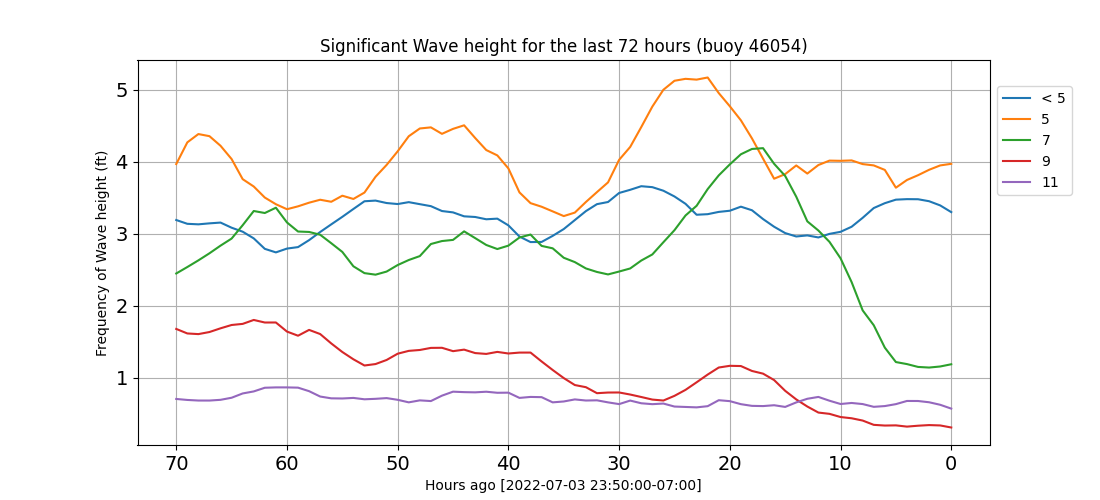 Significant Wave height for the last 72 hours (buoy 46054)
Frequency of Wave height (ft)
5
4
3
2
1
70 60 50 40 30 20 10 0
Hours ago [2022-07-03 23:50:00-07:00]
< 5
5
7
9
11